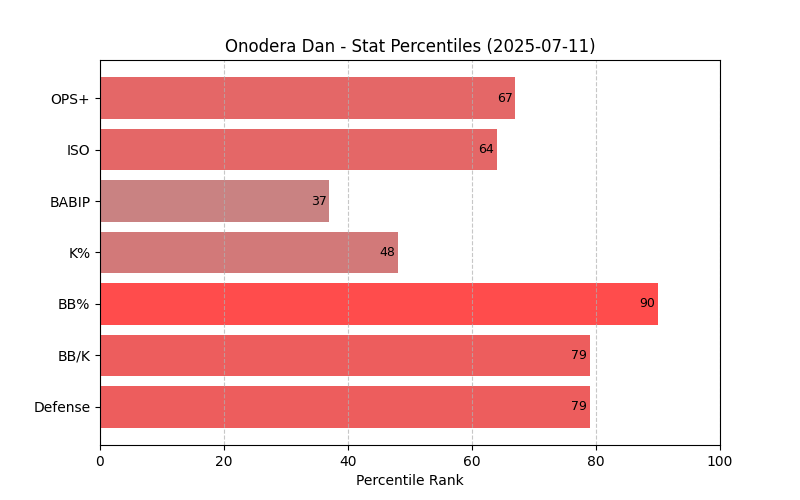 Onodera Dan - Stat Percentiles (2025-07-11)
OPS+ 67
ISO 64
BABIP 37
K% 48
BB% 90
BB/K 79
Defense 79
0 20 40 60 80 100
Percentile Rank